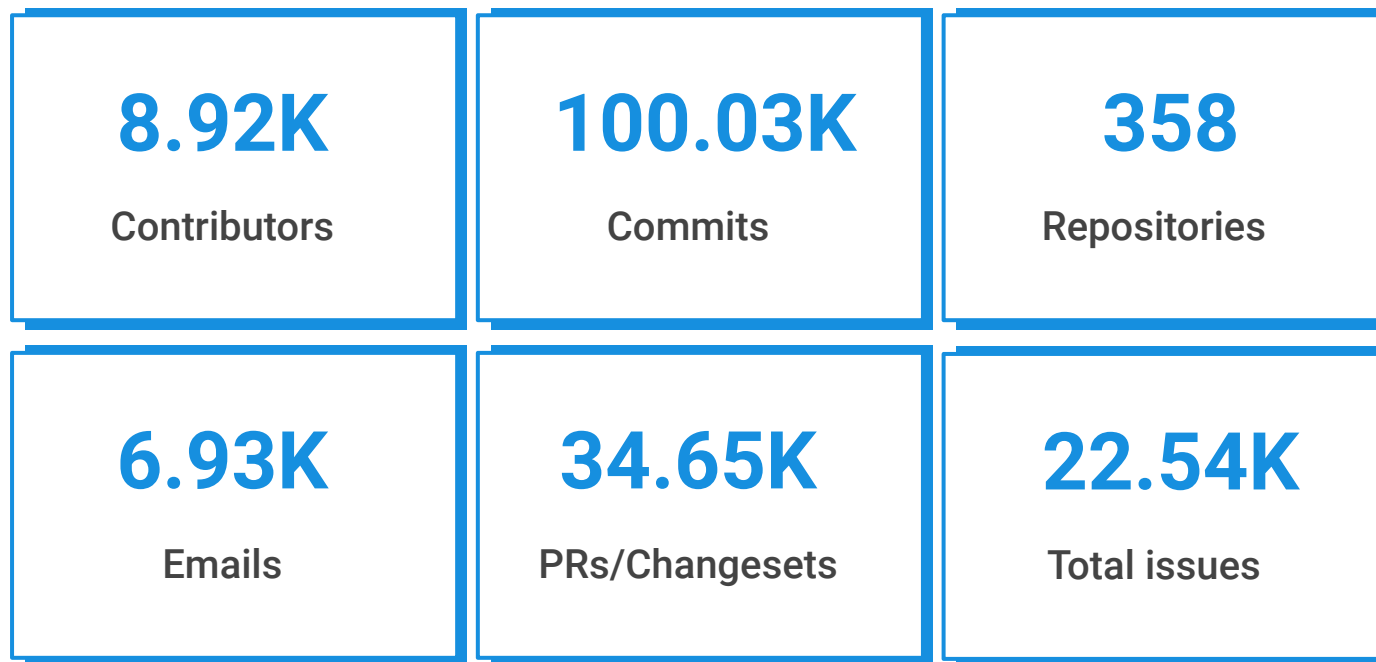 8.92K
Contributors
100.03K
Commits
358
Repositories
6.93K
Emails
34.65K
PRs/Changesets
22.54K
Total issues